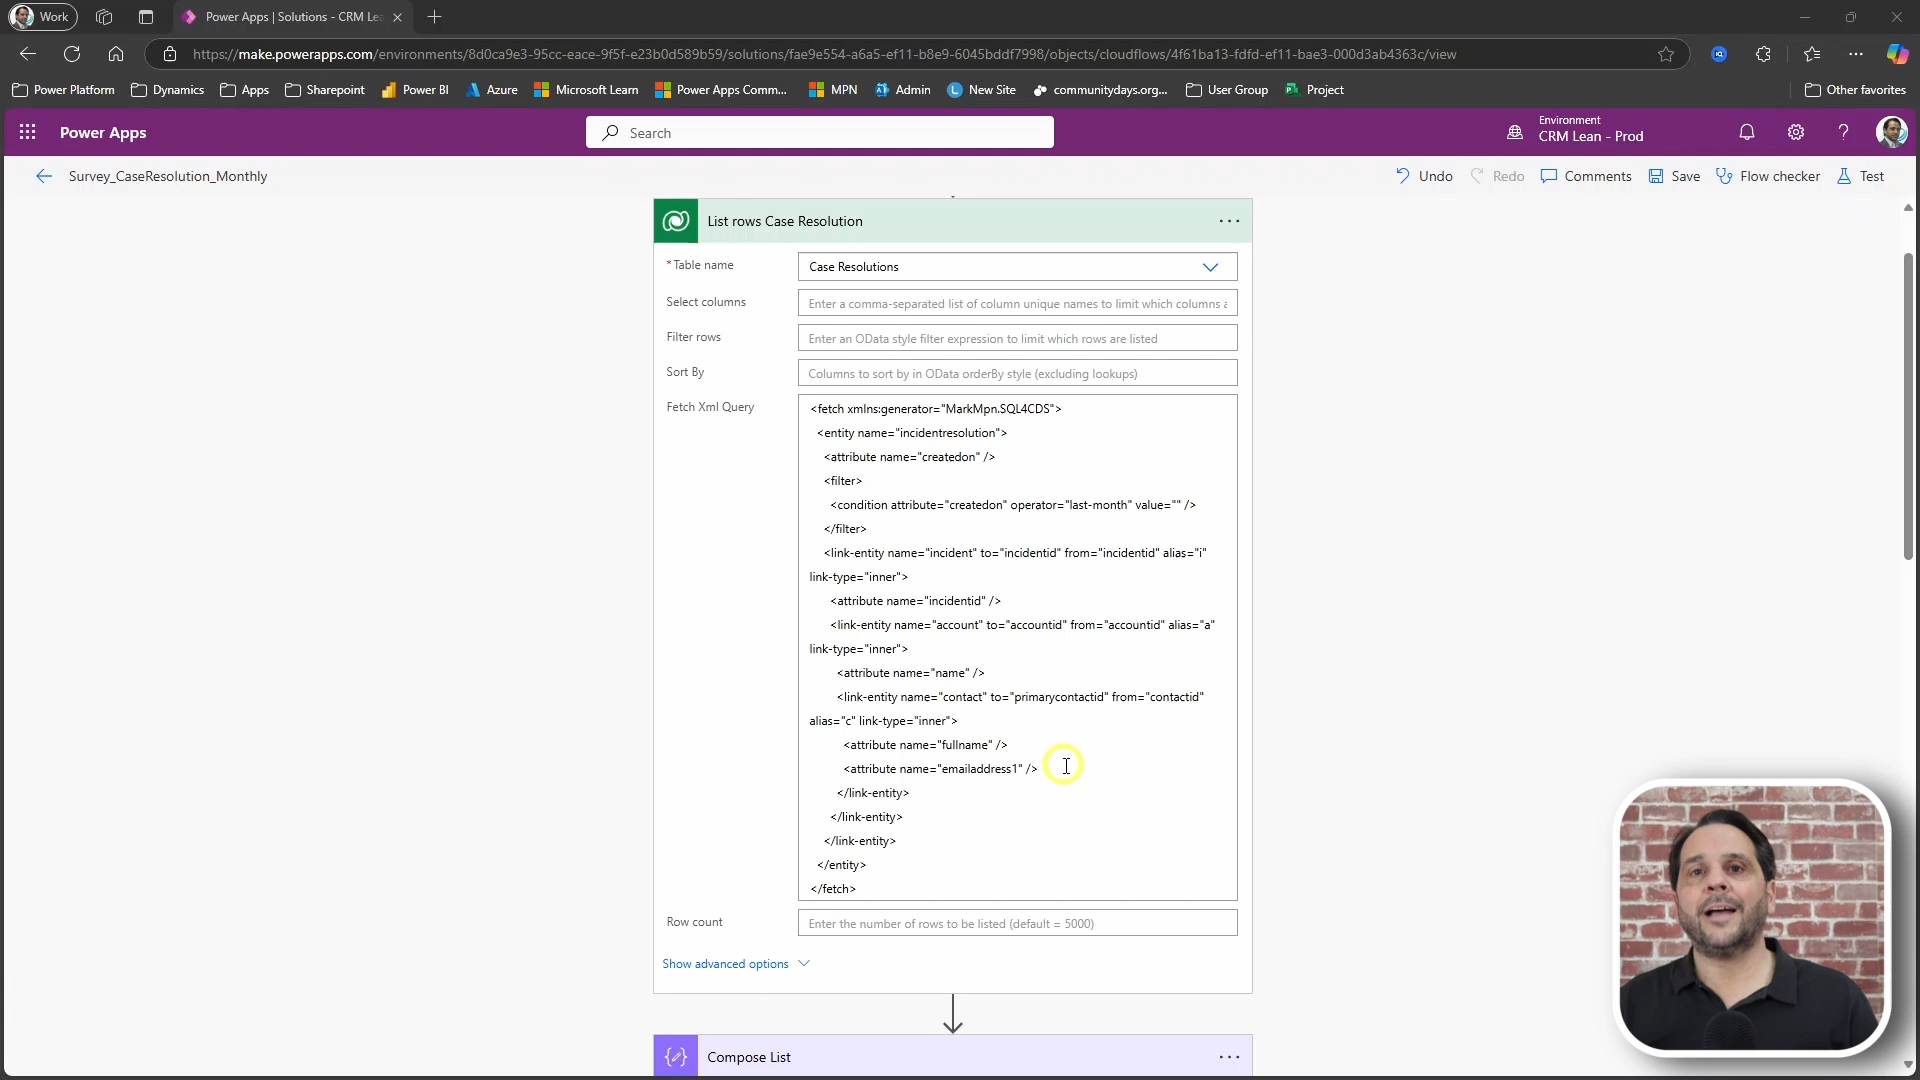 Work
Power Apps | Solutions - CRM Lea
https://make.powerapps.com/environments/8d0ca9e3-95cc-eace-9f5f-e23b0d589b59/solutions/fae9e554-a6a5-ef11-b8e9-6045bddf7998/objects/cloudflows/4f61ba13-fdfd-ef11-bae3-000d3ab4363c/view
Power Platform
Dynamics
Apps
Sharepoint
Power BI
Azure
Microsoft Learn
Power Apps Comm...
MPN
Admin
New Site
communitydays.org...
User Group
Project
Other favorites
Power Apps
Search
Environment
CRM Lean - Prod
Survey_CaseResolution_Monthly
Undo
Redo
Comments
Save
Flow checker
Test
List rows Case Resolution
*Table name
Case Resolutions
Select columns
Enter a comma-separated list of column unique names to limit which columns a
Filter rows
Enter an OData style filter expression to limit which rows are listed
Sort By
Columns to sort by in OData orderBy style (excluding lookups)
Fetch Xml Query
<fetch xmlns:generator="MarkMpn.SQL4CDS">
<entity name="incidentresolution">
<attribute name="createdon" />
<filter>
<condition attribute="createdon" operator="last-month" value="" />
</filter>
<link-entity name="incident" to="incidentid" from="incidentid" alias="i"
link-type="inner">
<attribute name="incidentid" />
<link-entity name="account" to="accountid" from="accountid" alias="a"
link-type="inner">
<attribute name="name" />
<link-entity name="contact" to="primarycontactid" from="contactid"
alias="c" link-type="inner">
<attribute name="fullname" />
<attribute name="emailaddress1" />
</link-entity>
</link-entity>
</link-entity>
</entity>
</fetch>
Row count
Enter the number of rows to be listed (default = 5000)
Show advanced options
Compose List